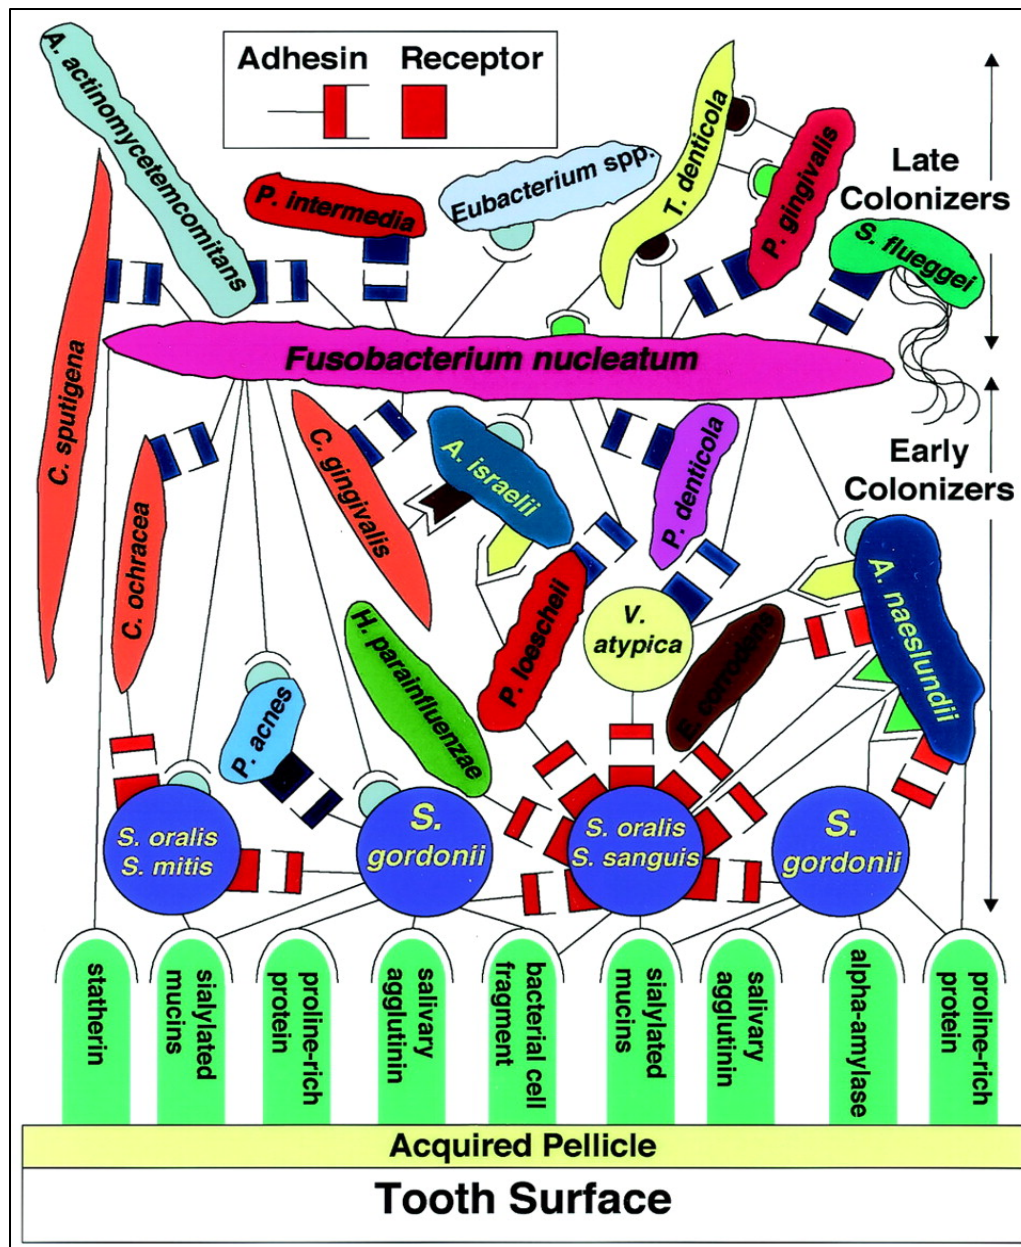 Adhesin Receptor
A. actinomycetemcomitans
P. intermedia
Eubacterium spp.
T. denticola
P. gingivalis
Late
Colonizers
S. flueggei
C. sputigena
Fusobacterium nucleatum
C. ochracea
C. gingivalis
A. israelii
P. denticola
Early
Colonizers
P. acnes
H. parainfluenzae
P. loescheii
V.
atypica
E. corrodens
A. naeslundii
S. oralis
S. mitis
S.
gordonii
S. oralis
S. sanguis
S.
gordonii
statherin
sialylated
mucins
proline-rich
protein
salivary
agglutinin
bacterial cell
fragment
sialylated
mucins
salivary
agglutinin
alpha-amylase
proline-rich
protein
Acquired Pellicle
Tooth Surface